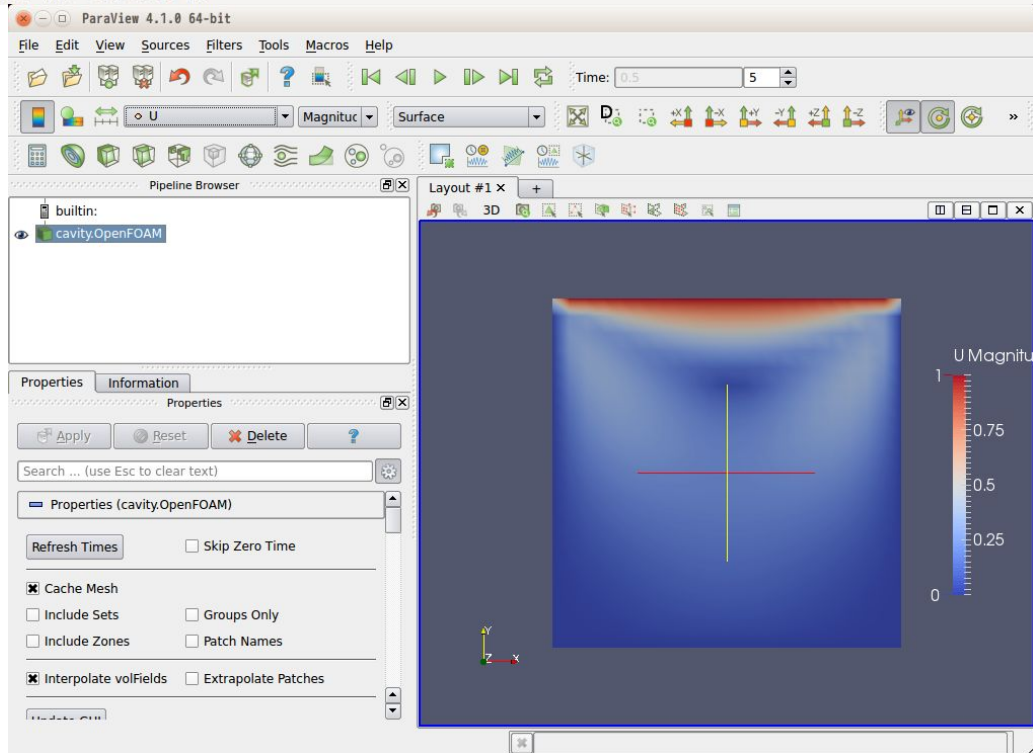 ParaView 4.1.0 64-bit
File Edit View Sources Filters Tools Macros Help
Time: 0.5 5
U Magnituc Surface
+X -X +Y -Y +Z -Z »
Pipeline Browser
Layout #1 × +
builtin:
3D
cavity.OpenFOAM
U Magnitu
Properties Information
1
Properties
Apply Reset Delete ?
0.75
Search ... (use Esc to clear text)
0.5
Properties (cavity.OpenFOAM)
Refresh Times Skip Zero Time
0.25
Cache Mesh
0
Include Sets Groups Only
Include Zones Patch Names
Y
Z X
Interpolate volFields Extrapolate Patches
Update GUI